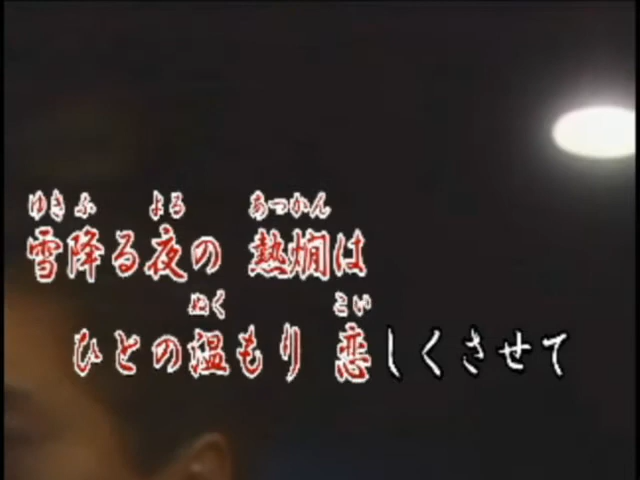 ゆきふ よる あつかん
雪降る夜の 熱燗は
ぬく こい
ひとの温もり 恋しくさせて